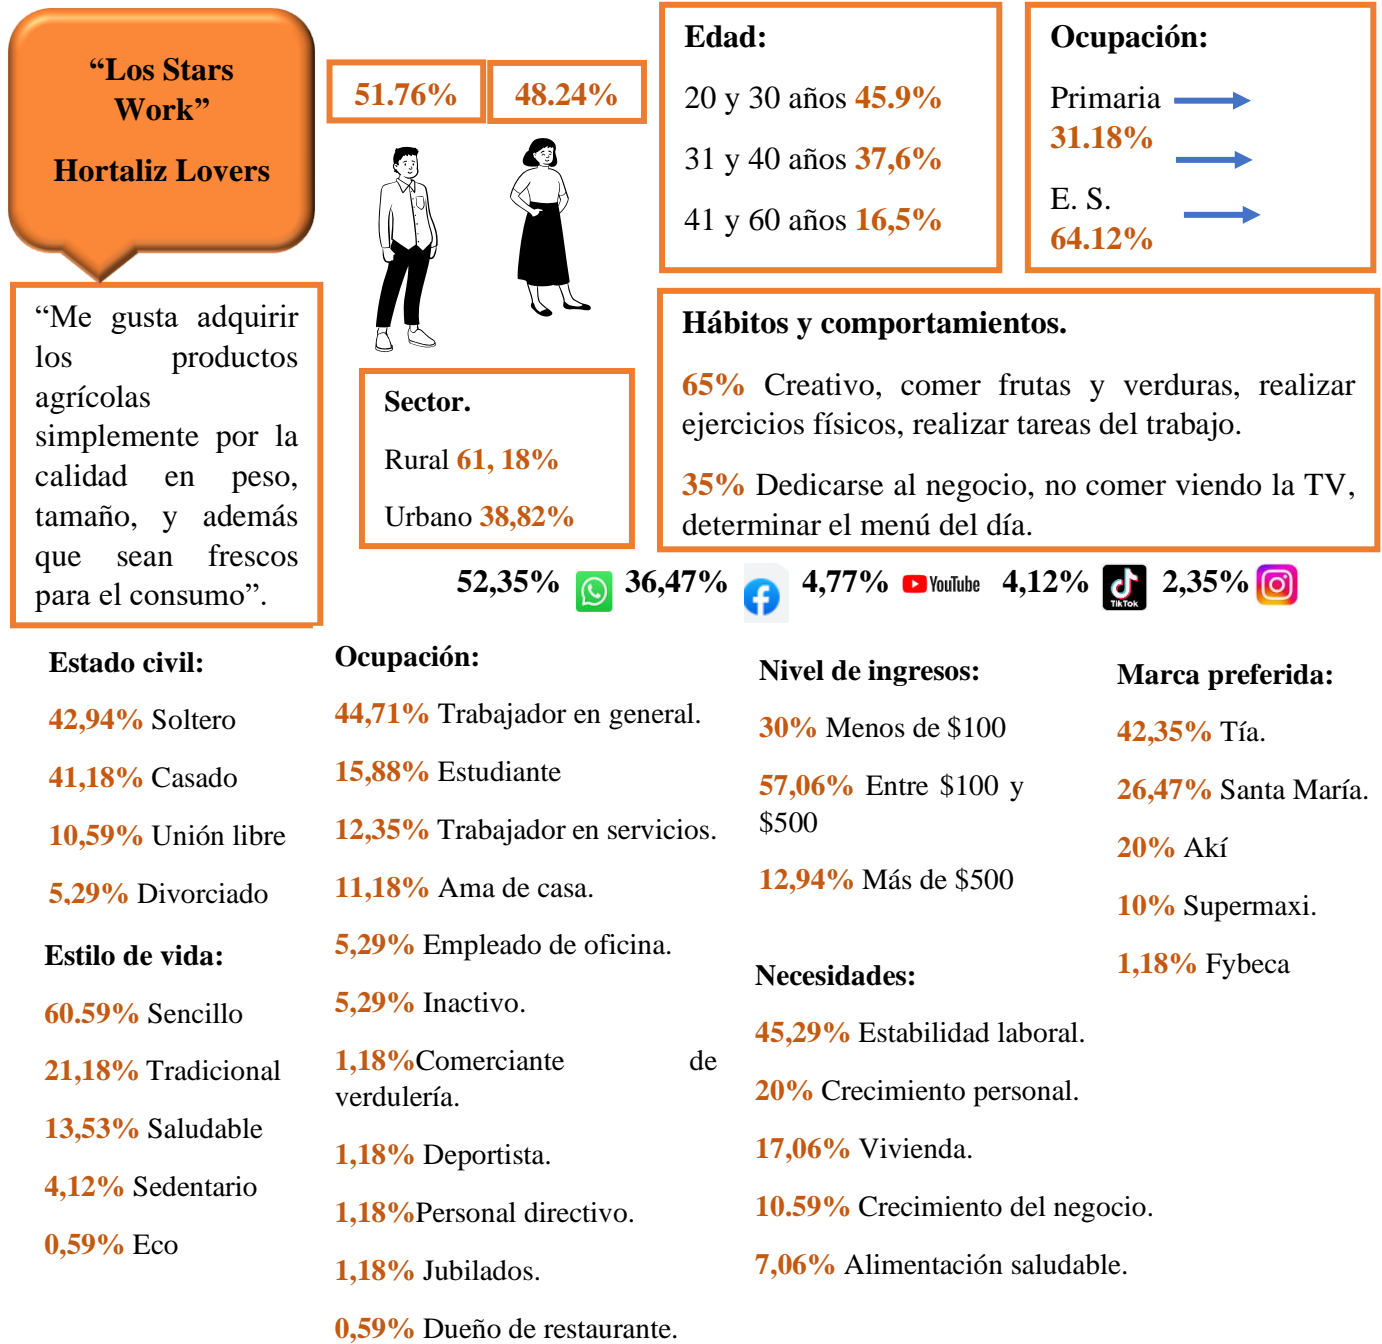 “Los Stars
Work”
Hortaliz Lovers
51.76%
48.24%
Edad:
20 y 30 años 45.9%
31 y 40 años 37,6%
41 y 60 años 16,5%
Ocupación:
Primaria
31.18%
E. S.
64.12%
“Me gusta adquirir
los productos
agrícolas
simplemente por la
calidad en peso,
tamaño, y además
que sean frescos
para el consumo”.
Sector.
Rural 61, 18%
Urbano 38,82%
Hábitos y comportamientos.
65% Creativo, comer frutas y verduras, realizar
ejercicios físicos, realizar tareas del trabajo.
35% Dedicarse al negocio, no comer viendo la TV,
determinar el menú del día.
52,35% 36,47% 4,77% YouTube 4,12% TikTok 2,35%
Estado civil:
42,94% Soltero
41,18% Casado
10,59% Unión libre
5,29% Divorciado
Estilo de vida:
60.59% Sencillo
21,18% Tradicional
13,53% Saludable
4,12% Sedentario
0,59% Eco
Ocupación:
44,71% Trabajador en general.
15,88% Estudiante
12,35% Trabajador en servicios.
11,18% Ama de casa.
5,29% Empleado de oficina.
5,29% Inactivo.
1,18%Comerciante de
verdulería.
1,18% Deportista.
1,18%Personal directivo.
1,18% Jubilados.
0,59% Dueño de restaurante.
Nivel de ingresos:
30% Menos de $100
57,06% Entre $100 y
$500
12,94% Más de $500
Necesidades:
45,29% Estabilidad laboral.
20% Crecimiento personal.
17,06% Vivienda.
10.59% Crecimiento del negocio.
7,06% Alimentación saludable.
Marca preferida:
42,35% Tía.
26,47% Santa María.
20% Akí
10% Supermaxi.
1,18% Fybeca